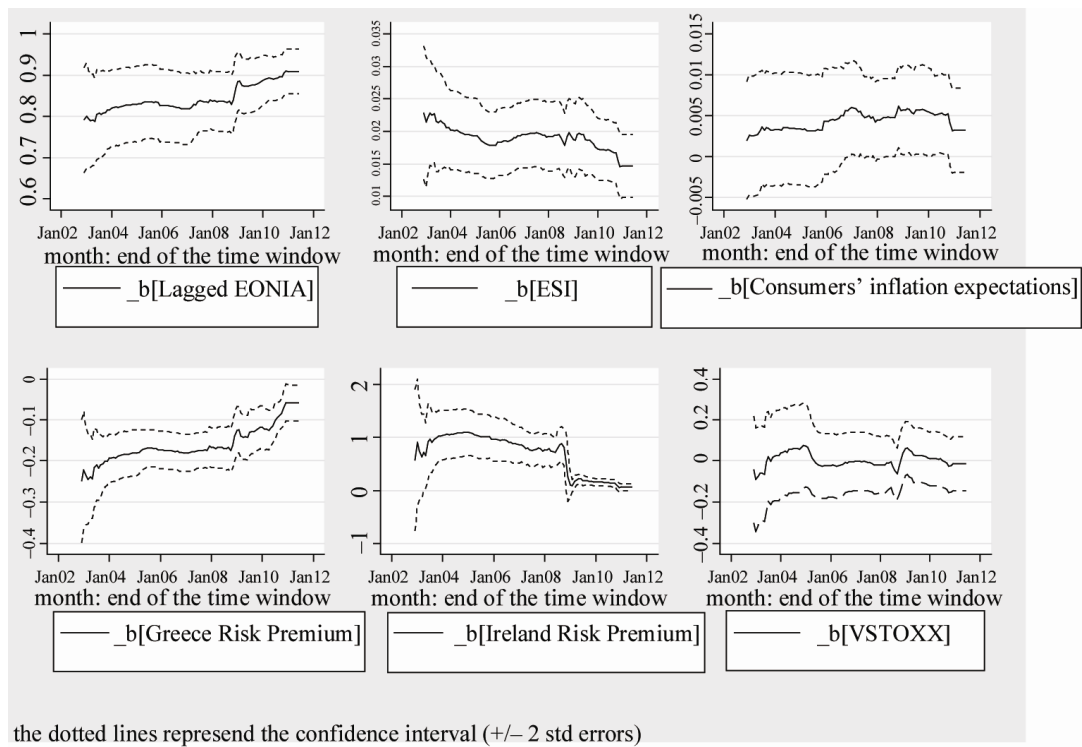 1
0.9
0.8
0.7
0.6
Jan02 Jan04 Jan06 Jan08 Jan10 Jan12
month: end of the time window
_b[Lagged EONIA]
0.035
0.03
0.025
0.02
0.015
0.01
Jan02 Jan04 Jan06 Jan08 Jan10 Jan12
month: end of the time window
_b[ESI]
0.015
0.01
0.005
0
–0.005
Jan02 Jan04 Jan06 Jan08 Jan10 Jan12
month: end of the time window
_b[Consumers’ inflation expectations]
0
–0.1
–0.2
–0.3
–0.4
Jan02 Jan04 Jan06 Jan08 Jan10 Jan12
month: end of the time window
_b[Greece Risk Premium]
2
1
0
–1
Jan02 Jan04 Jan06 Jan08 Jan10 Jan12
month: end of the time window
_b[Ireland Risk Premium]
0.4
0.2
0
–0.2
–0.4
Jan02 Jan04 Jan06 Jan08 Jan10 Jan12
month: end of the time window
_b[VSTOXX]
the dotted lines represend the confidence interval (+/– 2 std errors)